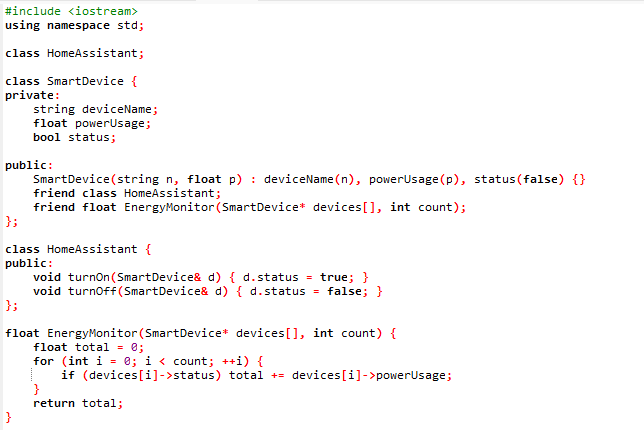 #include <iostream>
using namespace std;
class HomeAssistant;
class SmartDevice {
private:
    string deviceName;
    float powerUsage;
    bool status;
public:
    SmartDevice(string n, float p) : deviceName(n), powerUsage(p), status(false) {}
    friend class HomeAssistant;
    friend float EnergyMonitor(SmartDevice* devices[], int count);
};
class HomeAssistant {
public:
    void turnOn(SmartDevice& d) { d.status = true; }
    void turnOff(SmartDevice& d) { d.status = false; }
};
float EnergyMonitor(SmartDevice* devices[], int count) {
    float total = 0;
    for (int i = 0; i < count; ++i) {
        if (devices[i]->status) total += devices[i]->powerUsage;
    }
    return total;
}